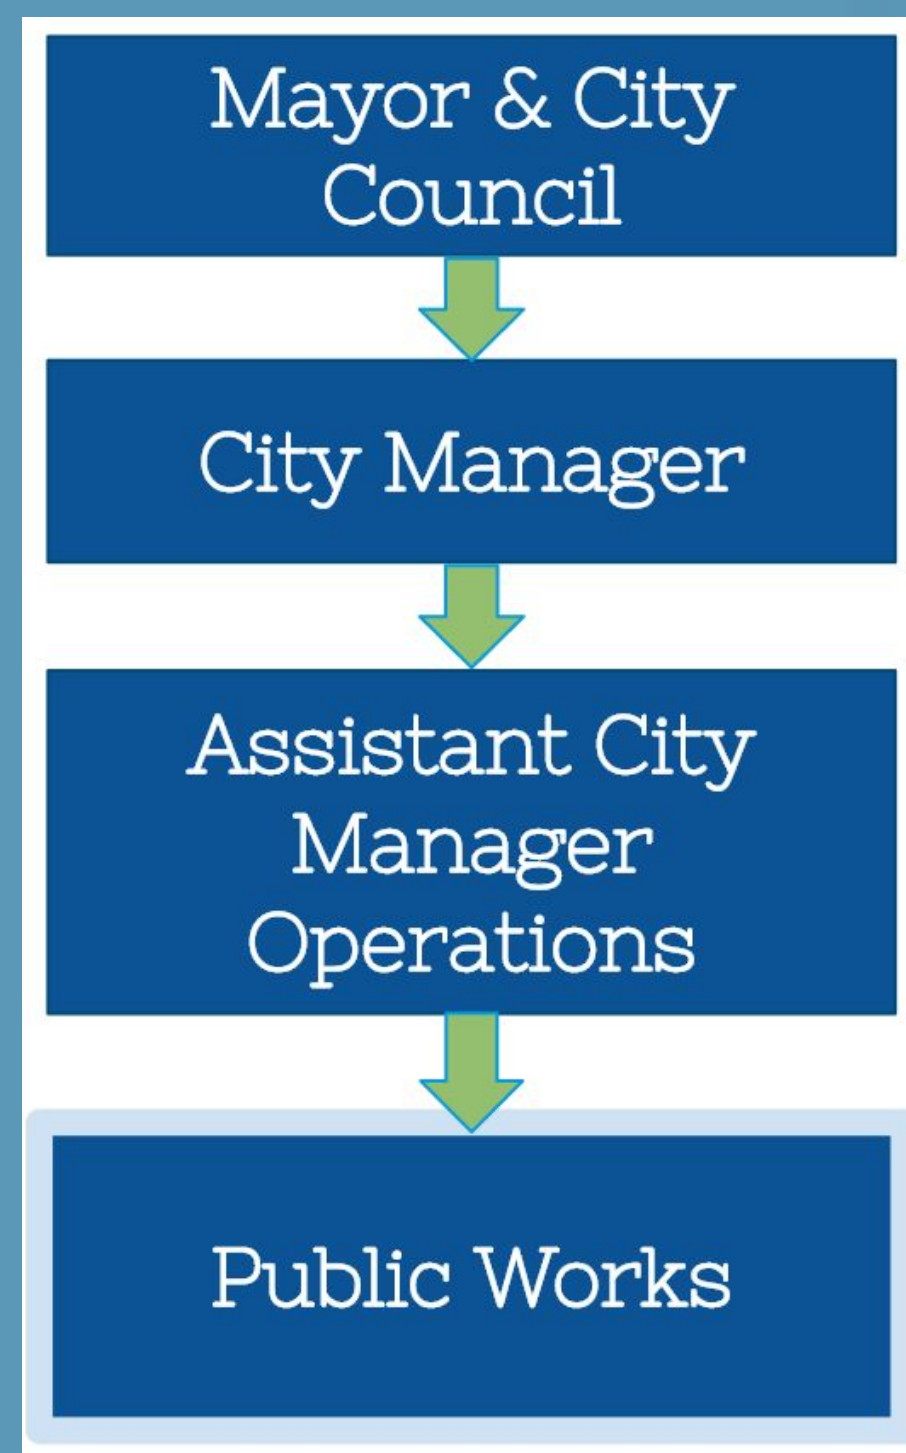 Mayor & City
Council
City Manager
Assistant City
Manager
Operations
Public Works